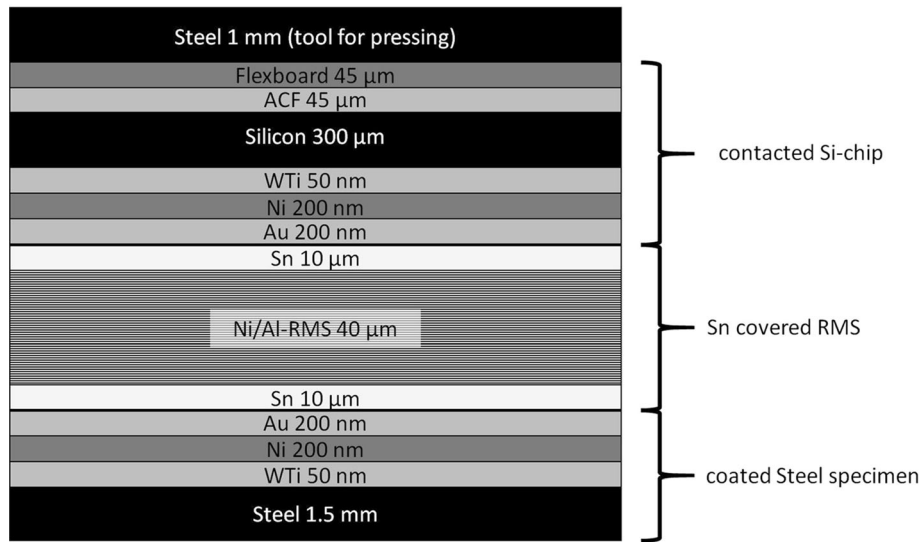 Steel 1 mm (tool for pressing)
Flexboard 45 µm
ACF 45 µm
Silicon 300 µm
contacted Si-chip
WTi 50 nm
Ni 200 nm
Au 200 nm
Sn 10 µm
Ni/Al-RMS 40 µm
Sn covered RMS
Sn 10 µm
Au 200 nm
Ni 200 nm
WTi 50 nm
coated Steel specimen
Steel 1.5 mm